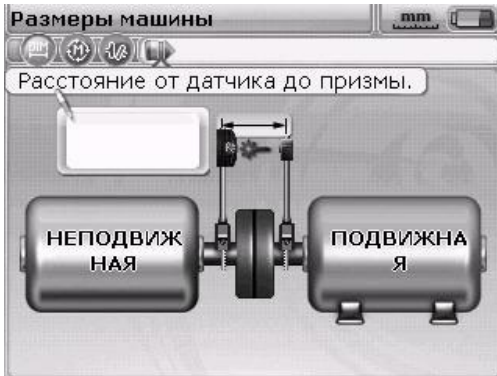 Размеры машины
mm
Расстояние от датчика до призмы.
НЕПОДВИЖ
НАЯ
ПОДВИЖНА
Я